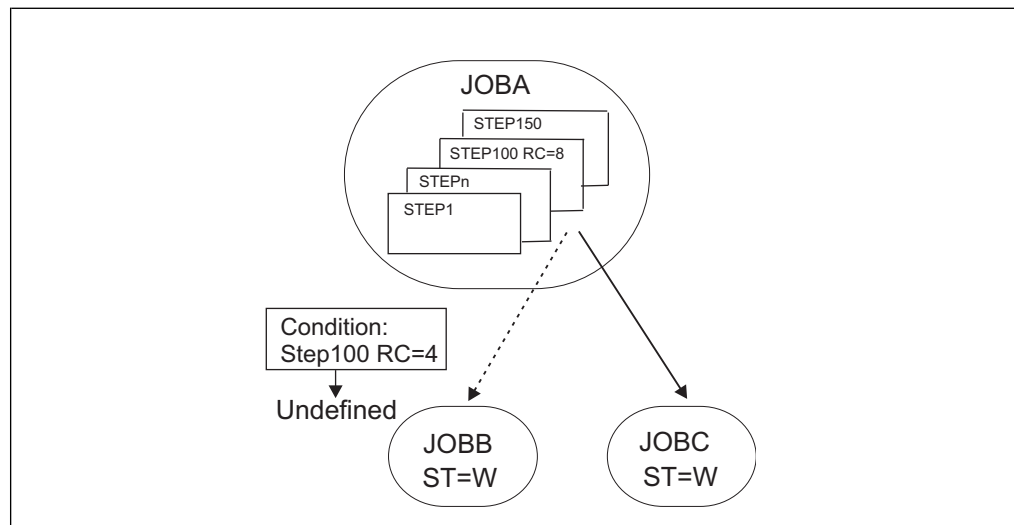 JOBA
STEP150
STEP100 RC=8
STEPn
STEP1
Condition:
Step100 RC=4
Undefined
JOBB
ST=W
JOBC
ST=W